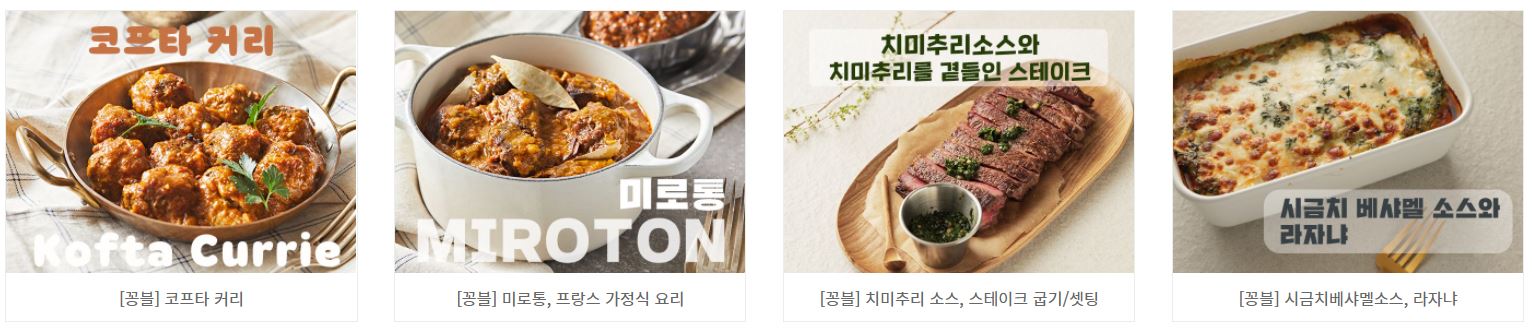 코프타 커리
Kofta Currie
[꽁블] 코프타 커리
미로통
MIROTON
[꽁블] 미로통, 프랑스 가정식 요리
치미추리소스와
치미추리를 곁들인 스테이크
[꽁블] 치미추리 소스, 스테이크 굽기/셋팅
시금치 베샤멜 소스와
라자냐
[꽁블] 시금치베샤멜소스, 라자냐